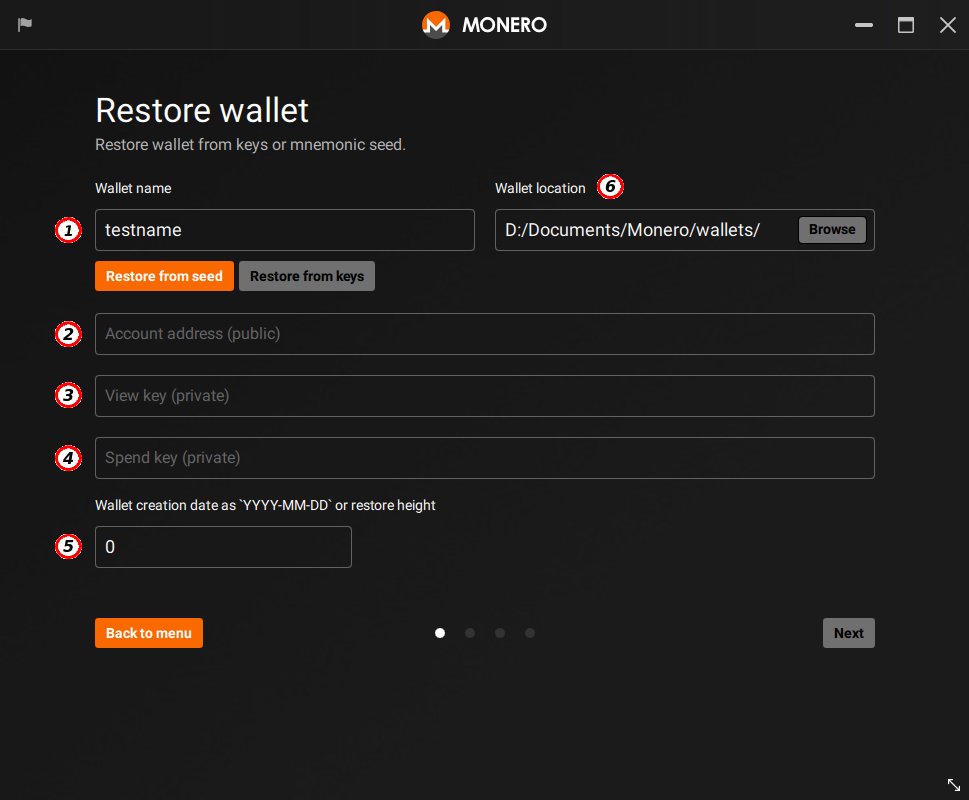 MONERO
Restore wallet
Restore wallet from keys or mnemonic seed.
Wallet name
Wallet location 6
1 testname
D:/Documents/Monero/wallets/ Browse
Restore from seed Restore from keys
2 Account address (public)
3 View key (private)
4 Spend key (private)
Wallet creation date as `YYYY-MM-DD` or restore height
5 0
Back to menu
Next